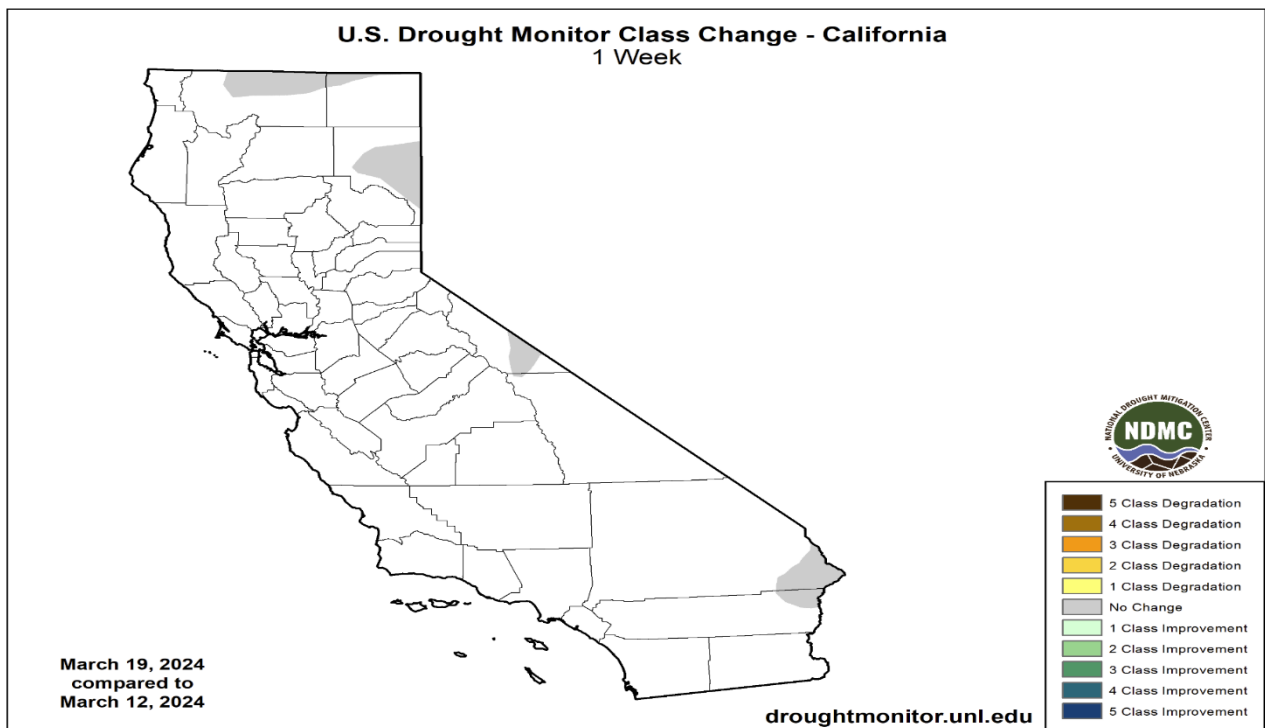 U.S. Drought Monitor Class Change - California
1 Week
NATIONAL DROUGHT MITIGATION CENTER
NDMC
UNIVERSITY OF NEBRASKA
5 Class Degradation
4 Class Degradation
3 Class Degradation
2 Class Degradation
1 Class Degradation
No Change
1 Class Improvement
2 Class Improvement
3 Class Improvement
4 Class Improvement
5 Class Improvement
March 19, 2024
compared to
March 12, 2024
droughtmonitor.unl.edu